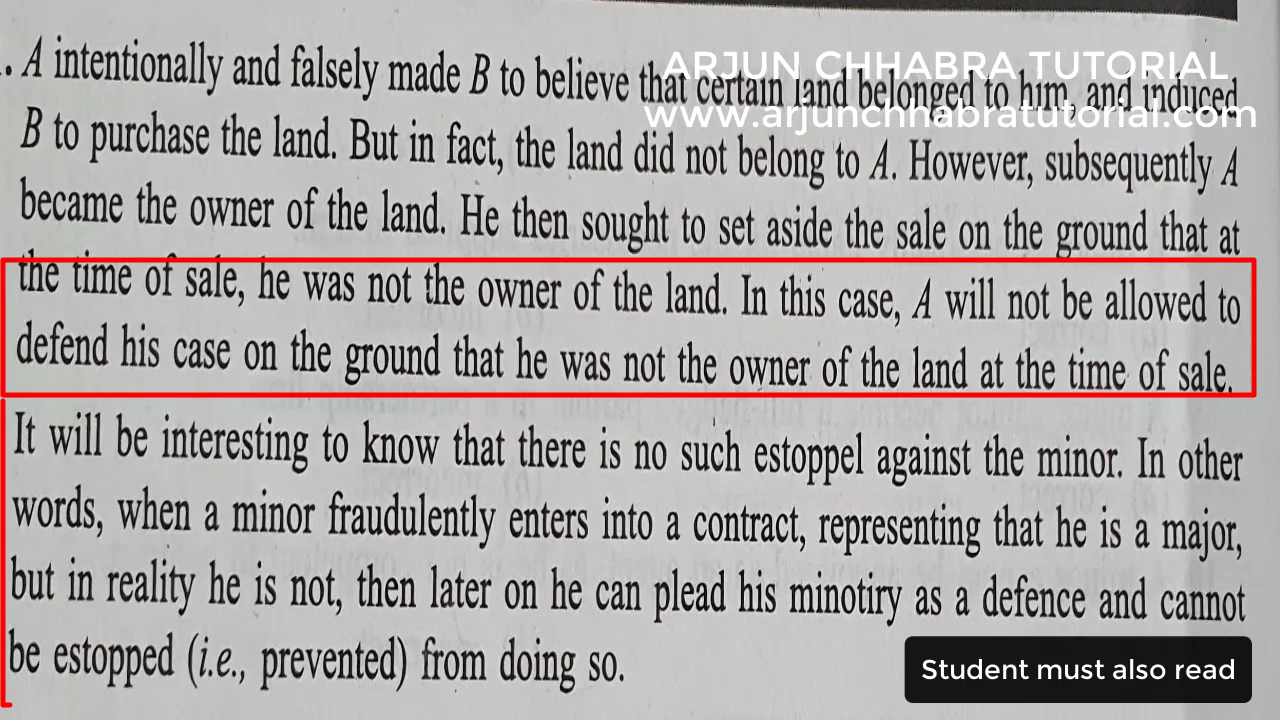 ARJUN CHHABRA TUTORIAL
www.arjunchhabratutorial.com
. A intentionally and falsely made B to believe that certain land belonged to him, and induced
B to purchase the land. But in fact, the land did not belong to A. However, subsequently A
became the owner of the land. He then sought to set aside the sale on the ground that at
the time of sale, he was not the owner of the land. In this case, A will not be allowed to
defend his case on the ground that he was not the owner of the land at the time of sale.
It will be interesting to know that there is no such estoppel against the minor. In other
words, when a minor fraudulently enters into a contract, representing that he is a major,
but in reality he is not, then later on he can plead his minotiry as a defence and cannot
be estopped (i.e., prevented) from doing so.
Student must also read